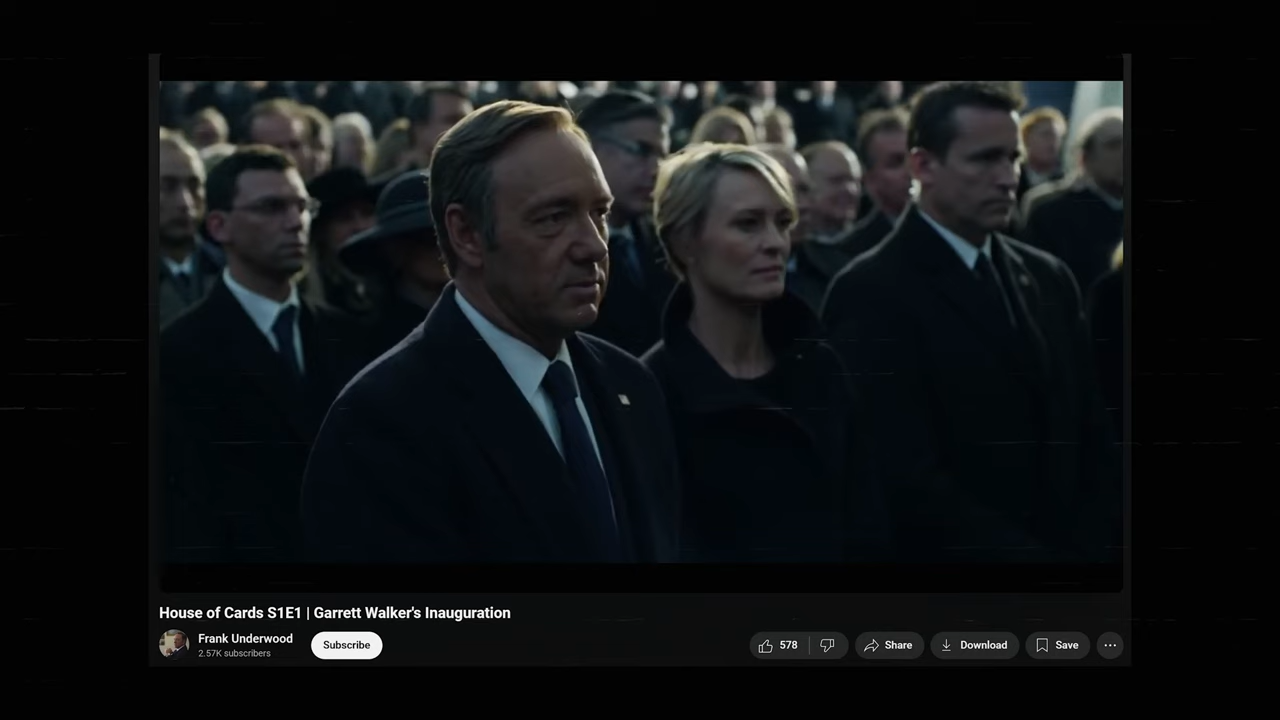 House of Cards S1E1 | Garrett Walker's Inauguration
Frank Underwood
2.57K subscribers
Subscribe
578
Share
Download
Save